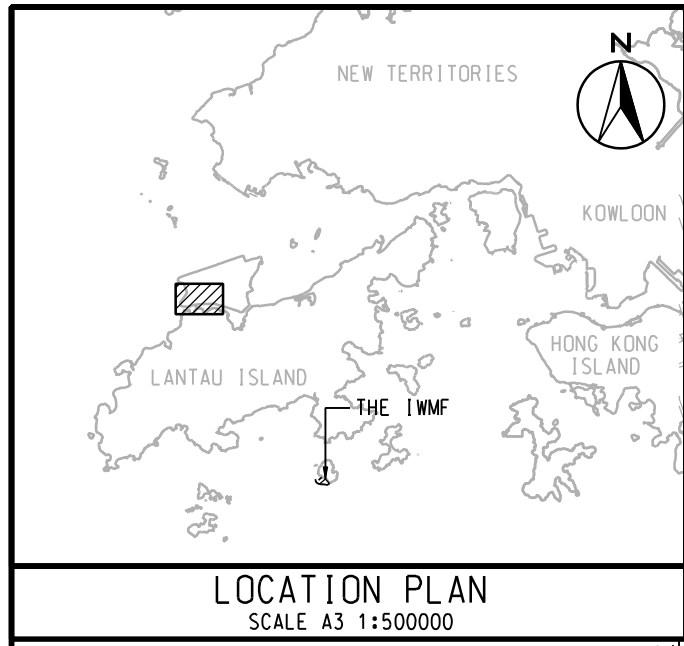 N
NEW TERRITORIES
KOWLOON
HONG KONG
ISLAND
LANTAU ISLAND
THE IWMF
LOCATION PLAN
SCALE A3 1:500000